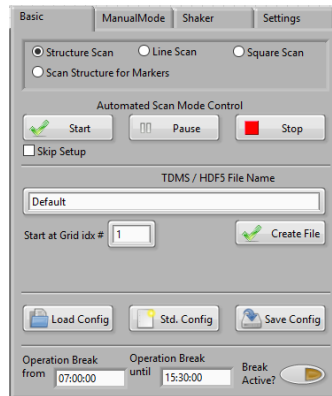 Basic ManualMode Shaker Settings
Structure Scan Line Scan Square Scan
Scan Structure for Markers
Automated Scan Mode Control
Start Pause Stop
Skip Setup
TDMS / HDF5 File Name
Default
Start at Grid idx # 1 Create File
Load Config Std. Config Save Config
Operation Break from 07:00:00 Operation Break until 15:30:00 Break Active?